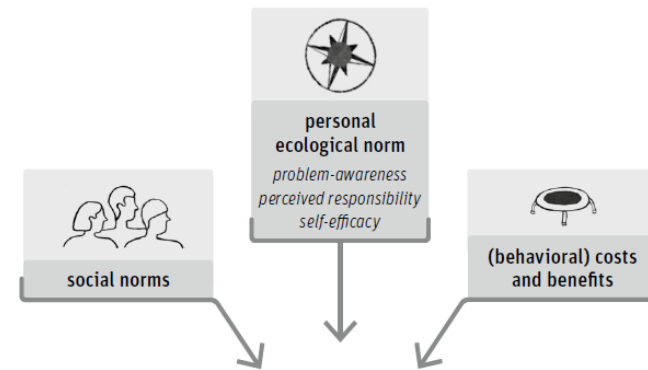 personal
ecological norm
problem-awareness
perceived responsibility
self-efficacy
social norms
(behavioral) costs
and benefits